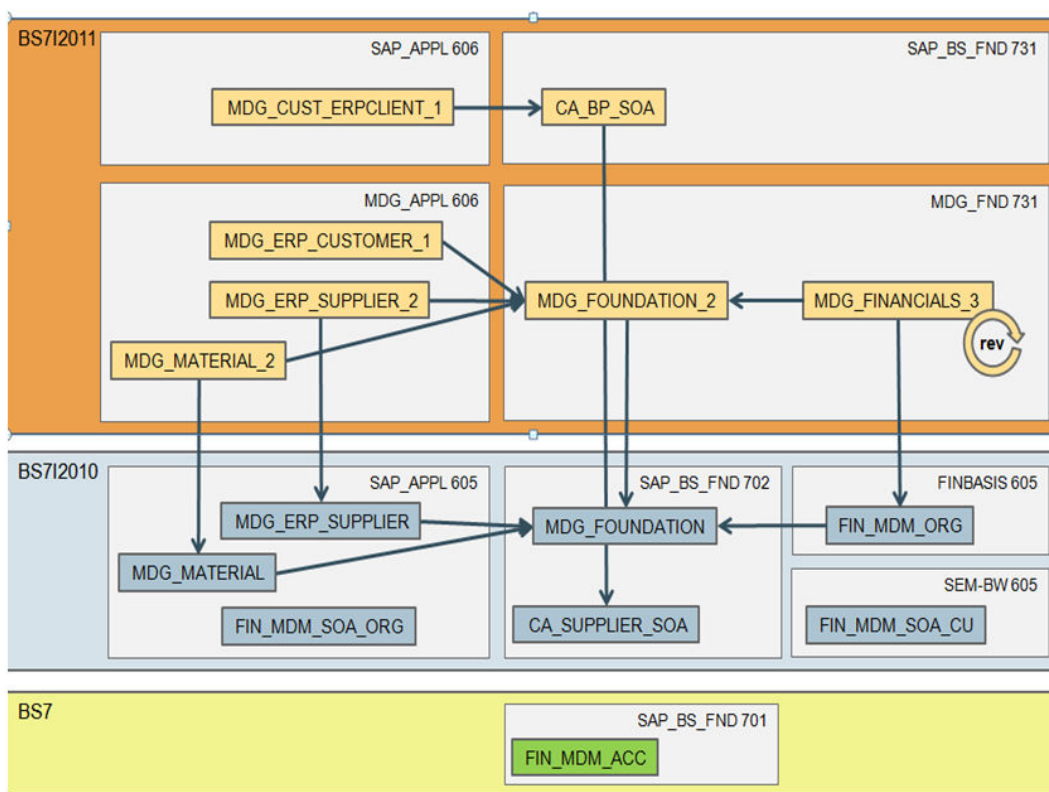 BS7I2011
SAP_APPL 606
SAP_BS_FND 731
MDG_CUST_ERPCLIENT_1
CA_BP_SOA
MDG_APPL 606
MDG_FND 731
MDG_ERP_CUSTOMER_1
MDG_ERP_SUPPLIER_2
MDG_FOUNDATION_2
MDG_FINANCIALS_3
rev
MDG_MATERIAL_2
BS7I2010
SAP_APPL 605
SAP_BS_FND 702
FINBASIS 605
MDG_ERP_SUPPLIER
MDG_FOUNDATION
FIN_MDM_ORG
MDG_MATERIAL
SEM-BW 605
FIN_MDM_SOA_ORG
CA_SUPPLIER_SOA
FIN_MDM_SOA_CU
BS7
SAP_BS_FND 701
FIN_MDM_ACC